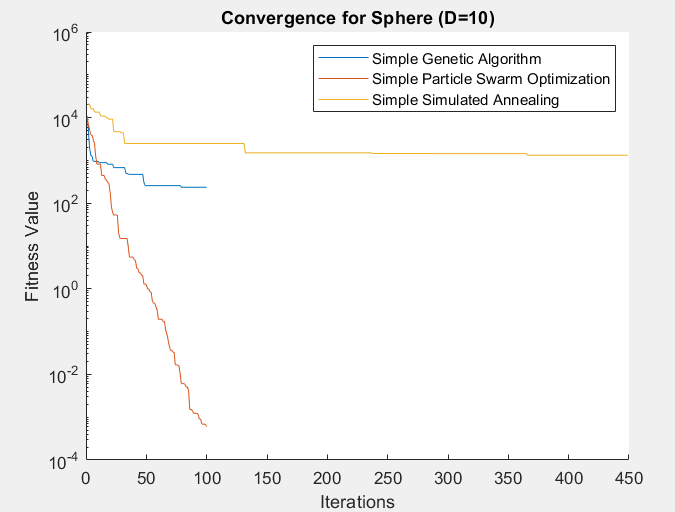 Convergence for Sphere (D=10)
10^6
10^4
10^2
10^0
10^-2
10^-4
Fitness Value
Simple Genetic Algorithm
Simple Particle Swarm Optimization
Simple Simulated Annealing
0 50 100 150 200 250 300 350 400 450
Iterations